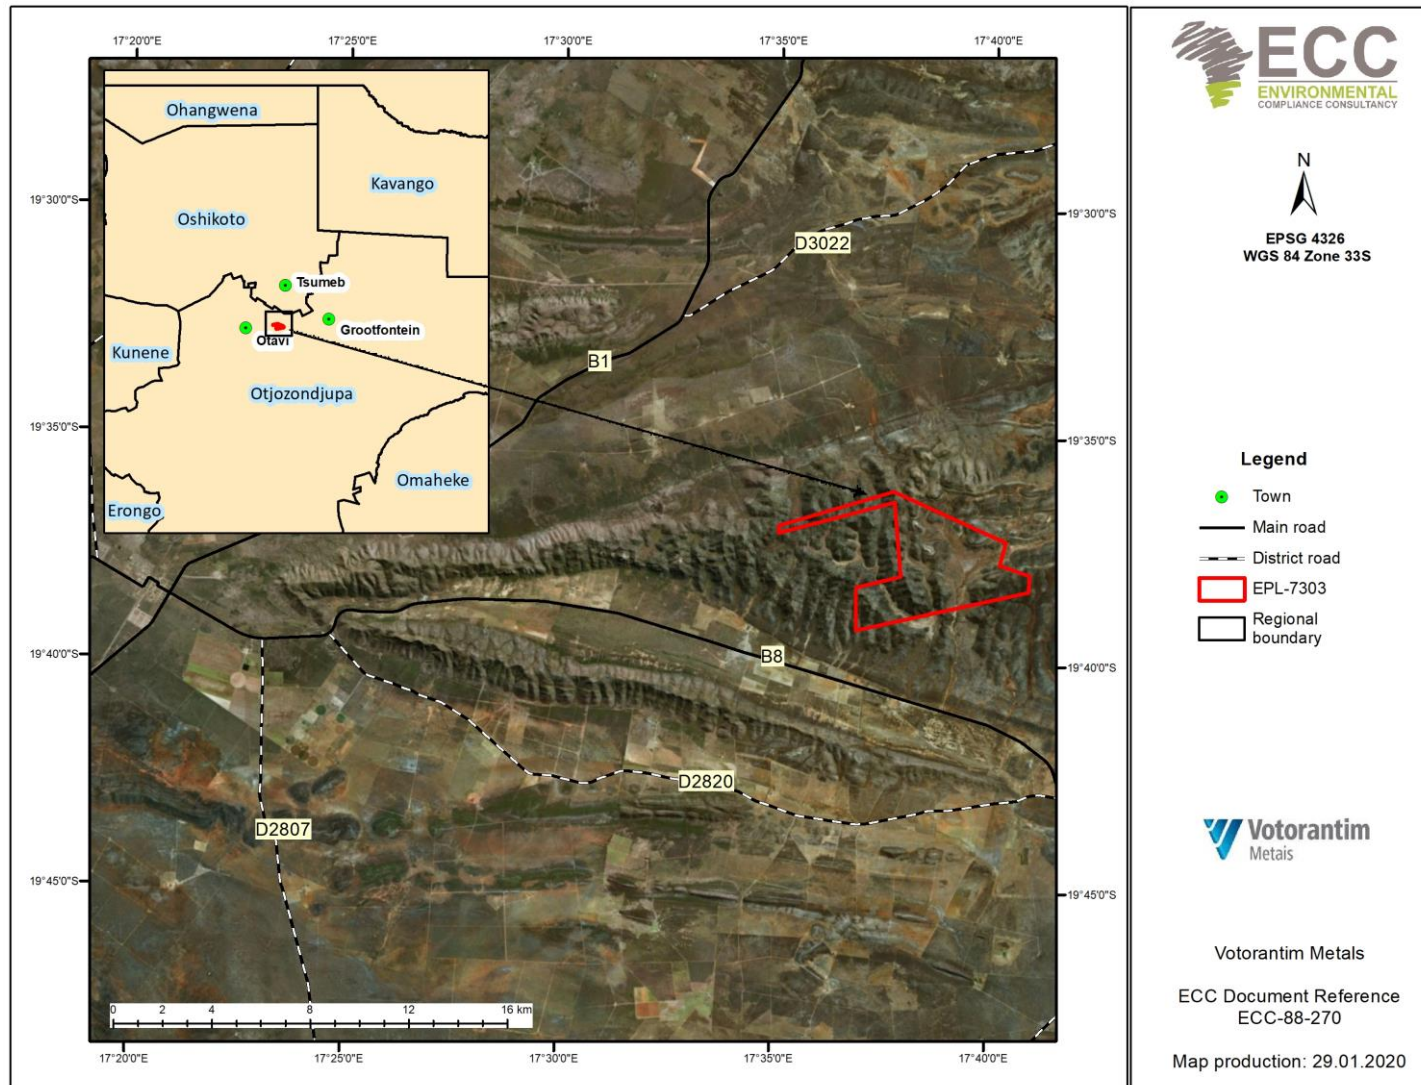 17°20'0"E
17°25'0"E
17°30'0"E
17°35'0"E
17°40'0"E
19°30'0"S
19°35'0"S
19°40'0"S
19°45'0"S
19°30'0"S
19°35'0"S
19°40'0"S
19°45'0"S
Ohangwena
Kavango
Oshikoto
Tsumeb
Grootfontein
Otavi
Kunene
Otjozondjupa
Omaheke
Erongo
D3022
B1
B8
D2820
D2807
0 2 4 8 12 16 km
17°20'0"E
17°25'0"E
17°30'0"E
17°35'0"E
17°40'0"E
ECC
ENVIRONMENTAL
COMPLIANCE CONSULTANCY
N
EPSG 4326
WGS 84 Zone 33S
Legend
Town
Main road
District road
EPL-7303
Regional
boundary
Votorantim
Metais
Votorantim Metals
ECC Document Reference
ECC-88-270
Map production: 29.01.2020